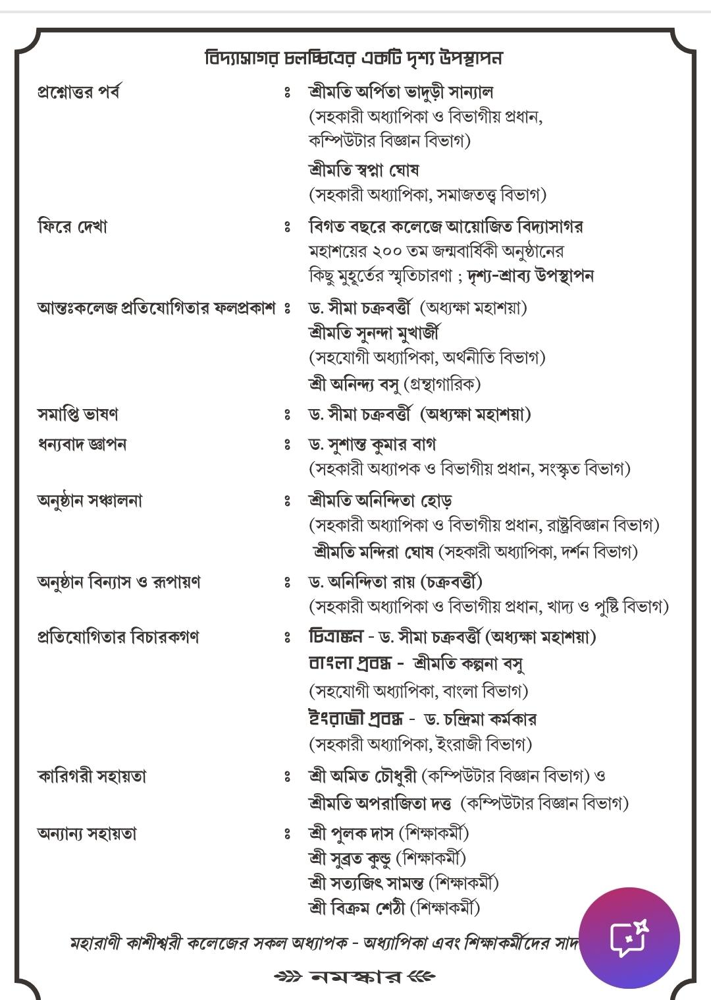 বিদ্যাসাগর চলচ্চিত্রের একটি দৃশ্য উপস্থাপন
প্রশ্নোত্তর পর্ব : শ্রীমতি অর্পিতা ভাদুড়ী সান্যাল
(সহকারী অধ্যাপিকা ও বিভাগীয় প্রধান,
কম্পিউটার বিজ্ঞান বিভাগ)
শ্রীমতি স্বপ্না ঘোষ
(সহকারী অধ্যাপিকা, সমাজতত্ত্ব বিভাগ)
ফিরে দেখা : বিগত বছরে কলেজে আয়োজিত বিদ্যাসাগর
মহাশয়ের ২০০ তম জন্মবার্ষিকী অনুষ্ঠানের
কিছু মুহূর্তের স্মৃতিচারণা ; দৃশ্য-শ্রাব্য উপস্থাপন
আন্তঃকলেজ প্রতিযোগিতার ফলপ্রকাশ : ড. সীমা চক্রবর্ত্তী (অধ্যক্ষা মহাশয়া)
শ্রীমতি সুনন্দা মুখার্জী
(সহযোগী অধ্যাপিকা, অর্থনীতি বিভাগ)
শ্রী অনিন্দ্য বসু (গ্রন্থাগারিক)
সমাপ্তি ভাষণ : ড. সীমা চক্রবর্ত্তী (অধ্যক্ষা মহাশয়া)
ধন্যবাদ জ্ঞাপন : ড. সুশান্ত কুমার বাগ
(সহকারী অধ্যাপক ও বিভাগীয় প্রধান, সংস্কৃত বিভাগ)
অনুষ্ঠান সঞ্চালনা : শ্রীমতি অনিন্দিতা হোড়
(সহকারী অধ্যাপিকা ও বিভাগীয় প্রধান, রাষ্ট্রবিজ্ঞান বিভাগ)
শ্রীমতি মন্দিরা ঘোষ (সহকারী অধ্যাপিকা, দর্শন বিভাগ)
অনুষ্ঠান বিন্যাস ও রূপায়ণ : ড. অনিন্দিতা রায় (চক্রবর্ত্তী)
(সহকারী অধ্যাপিকা ও বিভাগীয় প্রধান, খাদ্য ও পুষ্টি বিভাগ)
প্রতিযোগিতার বিচারকগণ : চিত্রাঙ্কন - ড. সীমা চক্রবর্ত্তী (অধ্যক্ষা মহাশয়া)
বাংলা প্রবন্ধ - শ্রীমতি কল্পনা বসু
(সহযোগী অধ্যাপিকা, বাংলা বিভাগ)
ইংরাজী প্রবন্ধ - ড. চন্দ্রিমা কর্মকার
(সহকারী অধ্যাপিকা, ইংরাজী বিভাগ)
কারিগরী সহায়তা : শ্রী অমিত চৌধুরী (কম্পিউটার বিজ্ঞান বিভাগ) ও
শ্রীমতি অপরাজিতা দত্ত (কম্পিউটার বিজ্ঞান বিভাগ)
অন্যান্য সহায়তা : শ্রী পুলক দাস (শিক্ষাকর্মী)
শ্রী সুব্রত কুন্ডু (শিক্ষাকর্মী)
শ্রী সত্যজিৎ সামন্ত (শিক্ষাকর্মী)
শ্রী বিক্রম শেঠী (শিক্ষাকর্মী)
মহারাণী কাশীশ্বরী কলেজের সকল অধ্যাপক - অধ্যাপিকা এবং শিক্ষাকর্মীদের
নমস্কার